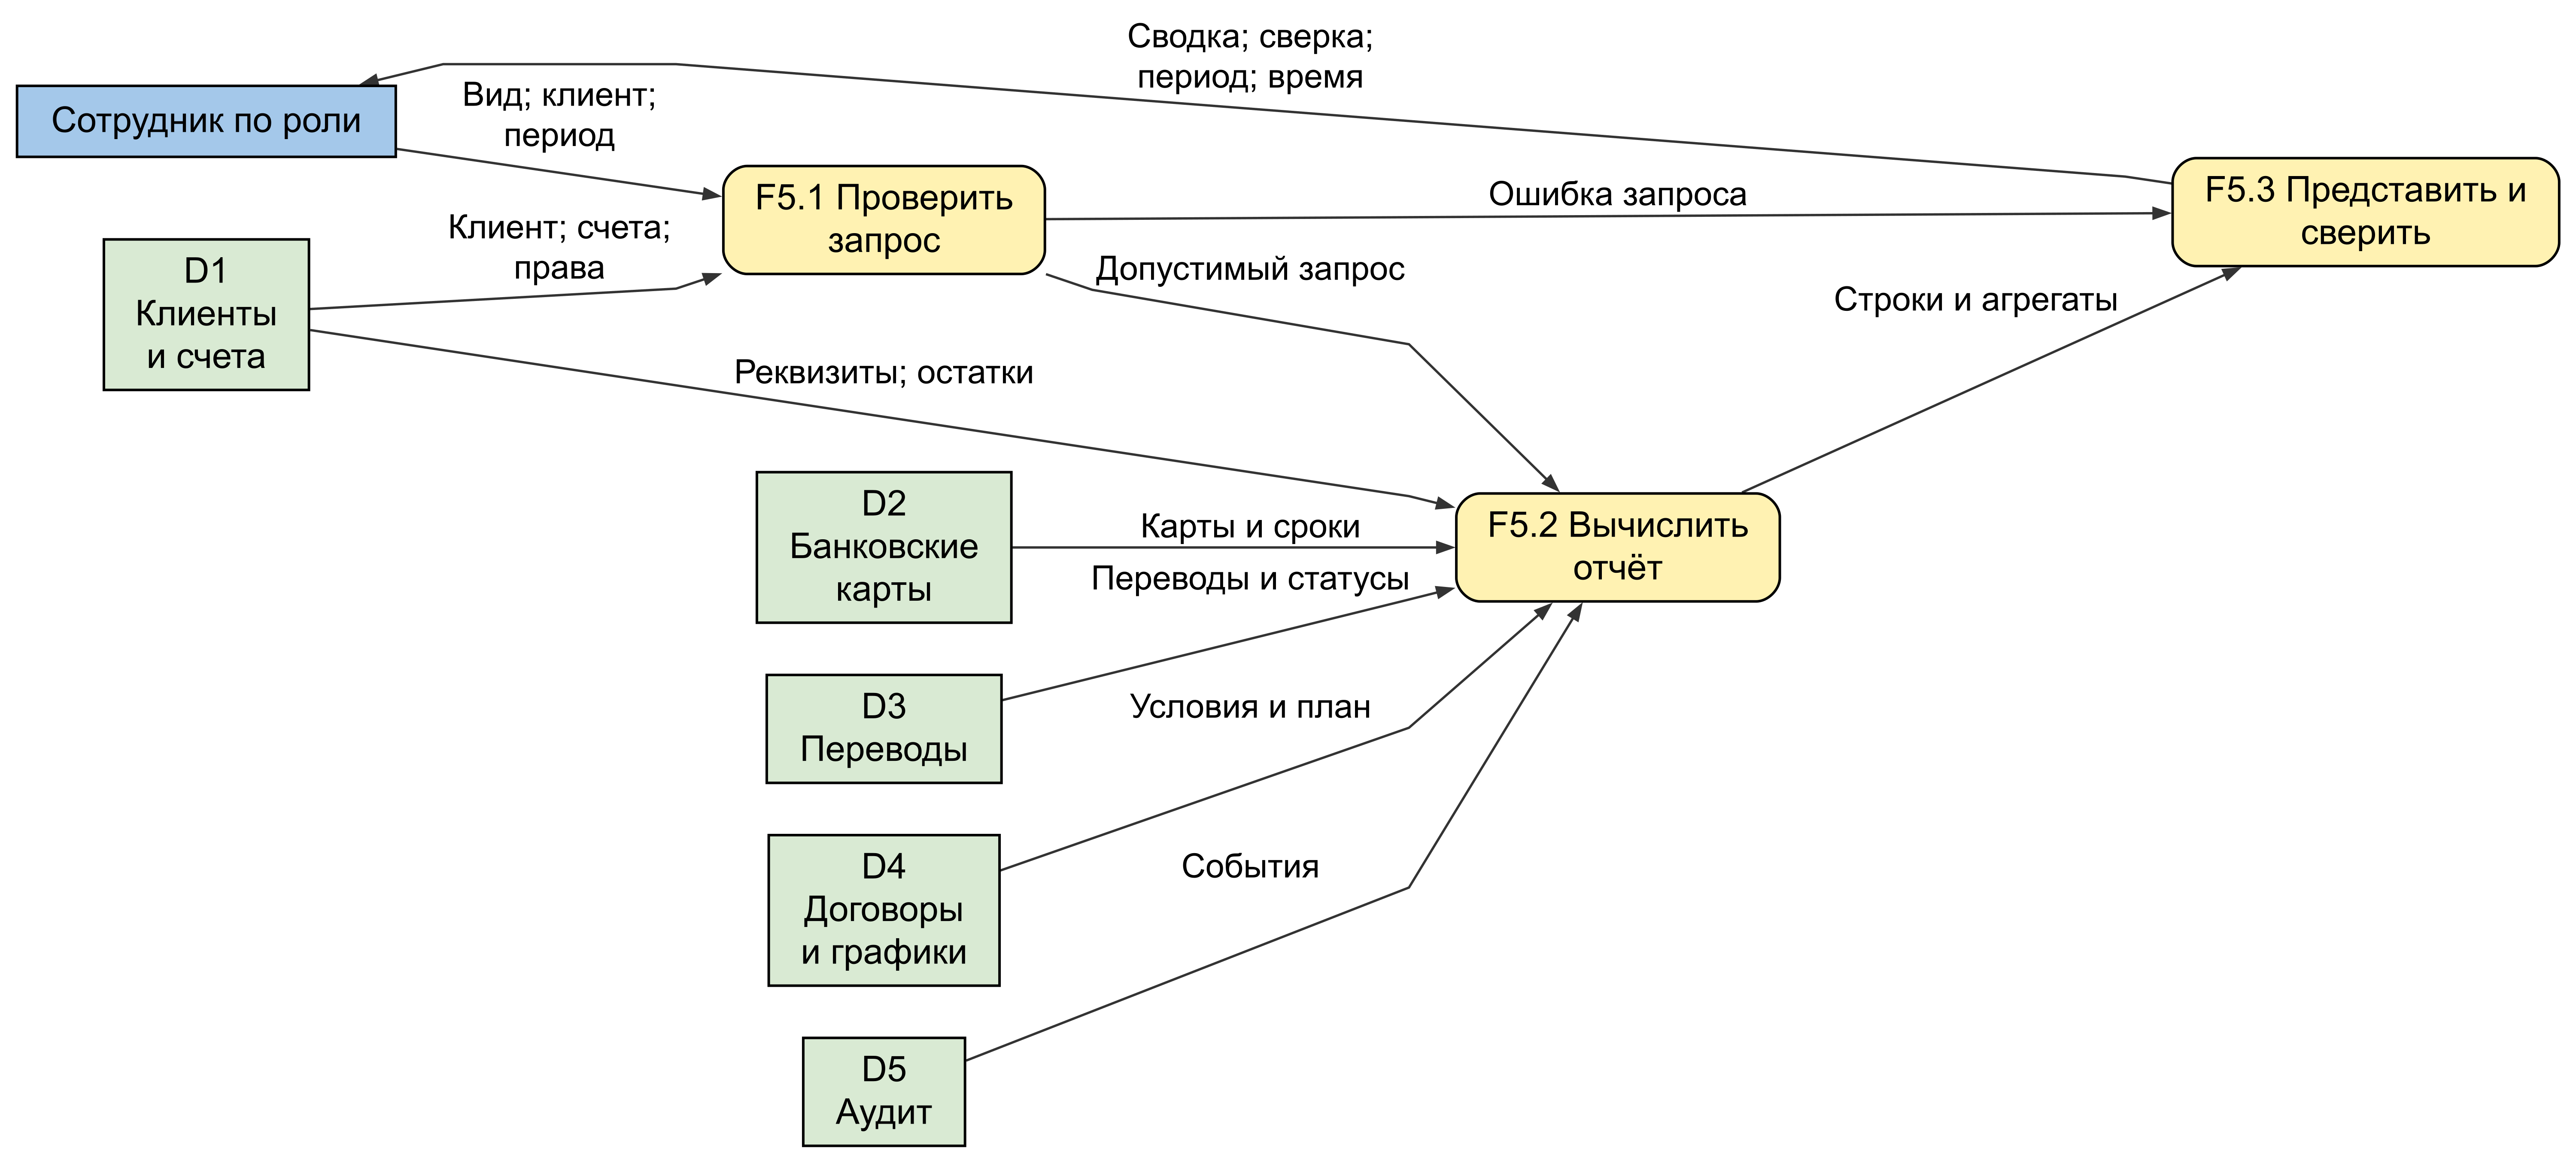 Сводка; сверка;
период; время
Сотрудник по роли
Вид; клиент;
период
F5.1 Проверить
запрос
Ошибка запроса
F5.3 Представить и
сверить
Клиент; счета;
права
D1
Клиенты
и счета
Допустимый запрос
Строки и агрегаты
Реквизиты; остатки
D2
Банковские
карты
Карты и сроки
F5.2 Вычислить
отчёт
Переводы и статусы
D3
Переводы
Условия и план
D4
Договоры
и графики
События
D5
Аудит